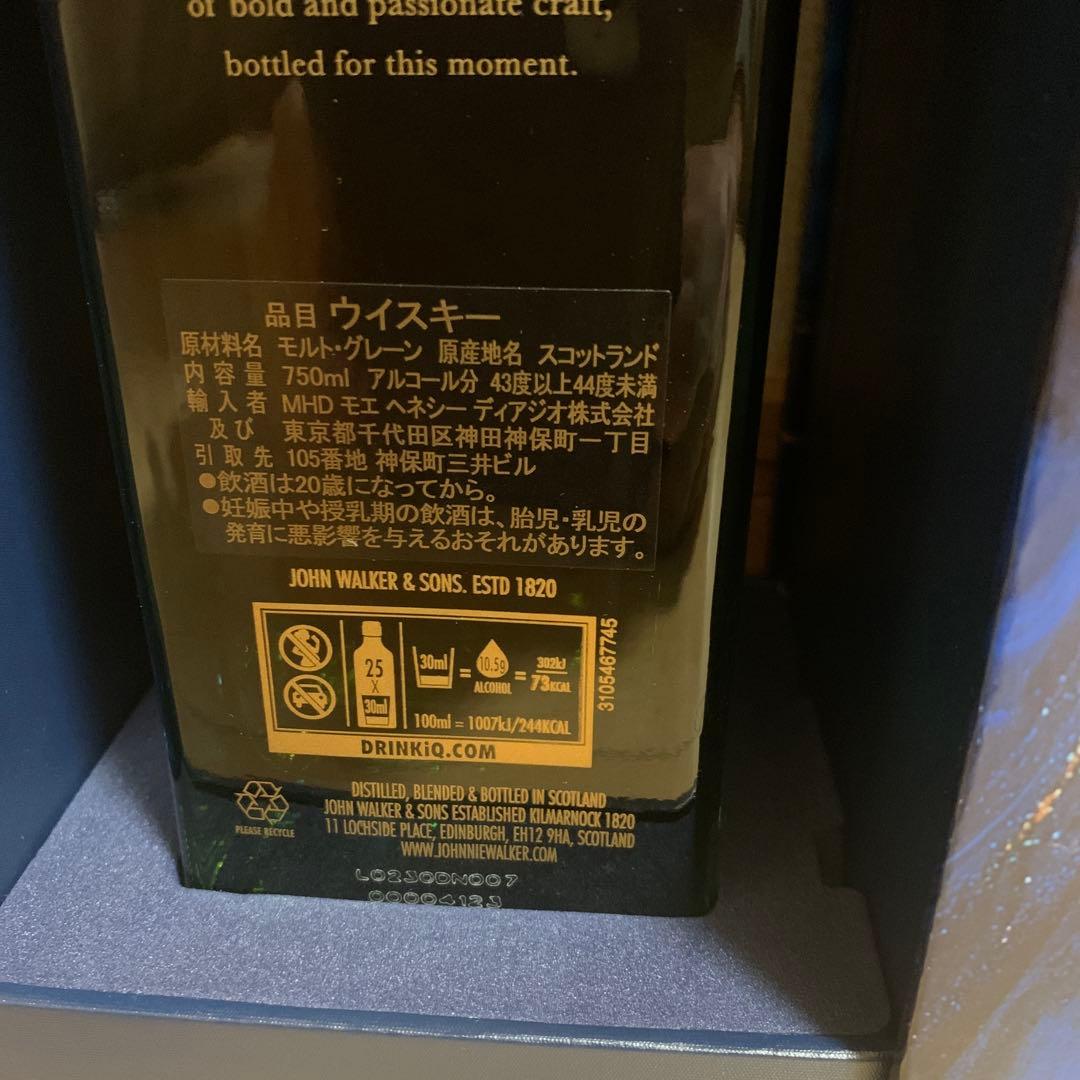 of bold and passionate craft,
bottled for this moment.
品目 ウイスキー
原材料名 モルト・グレーン 原産地名 スコットランド
内容量 750ml アルコール分 43度以上44度未満
輸入者 MHD モエ ヘネシー ディアジオ株式会社
及び 東京都千代田区神田神保町一丁目
引取先 105番地 神保町三井ビル
●飲酒は20歳になってから。
●妊娠中や授乳期の飲酒は、胎児・乳児の
発育に悪影響を与えるおそれがあります。
JOHN WALKER & SONS. ESTD 1820
25
X
30ml
30ml = 10.5g ALCOHOL = 302kJ/73KCAL
100ml = 1007kJ/244KCAL
DRINKiQ.COM
3105467745
PLEASE RECYCLE
DISTILLED, BLENDED & BOTTLED IN SCOTLAND
JOHN WALKER & SONS ESTABLISHED KILMARNOCK 1820
11 LOCHSIDE PLACE, EDINBURGH, EH12 9HA, SCOTLAND
WWW.JOHNNIEWALKER.COM
L0230DN007